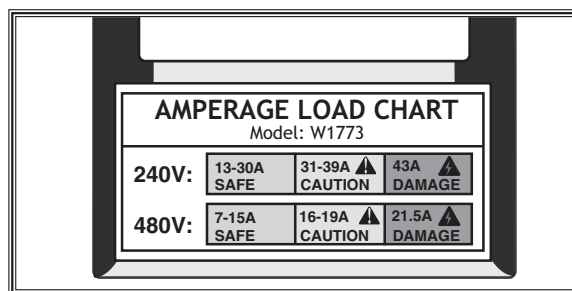 AMPERAGE LOAD CHART
Model: W1773
240V: 13-30A SAFE 31-39A CAUTION 43A DAMAGE
480V: 7-15A SAFE 16-19A CAUTION 21.5A DAMAGE